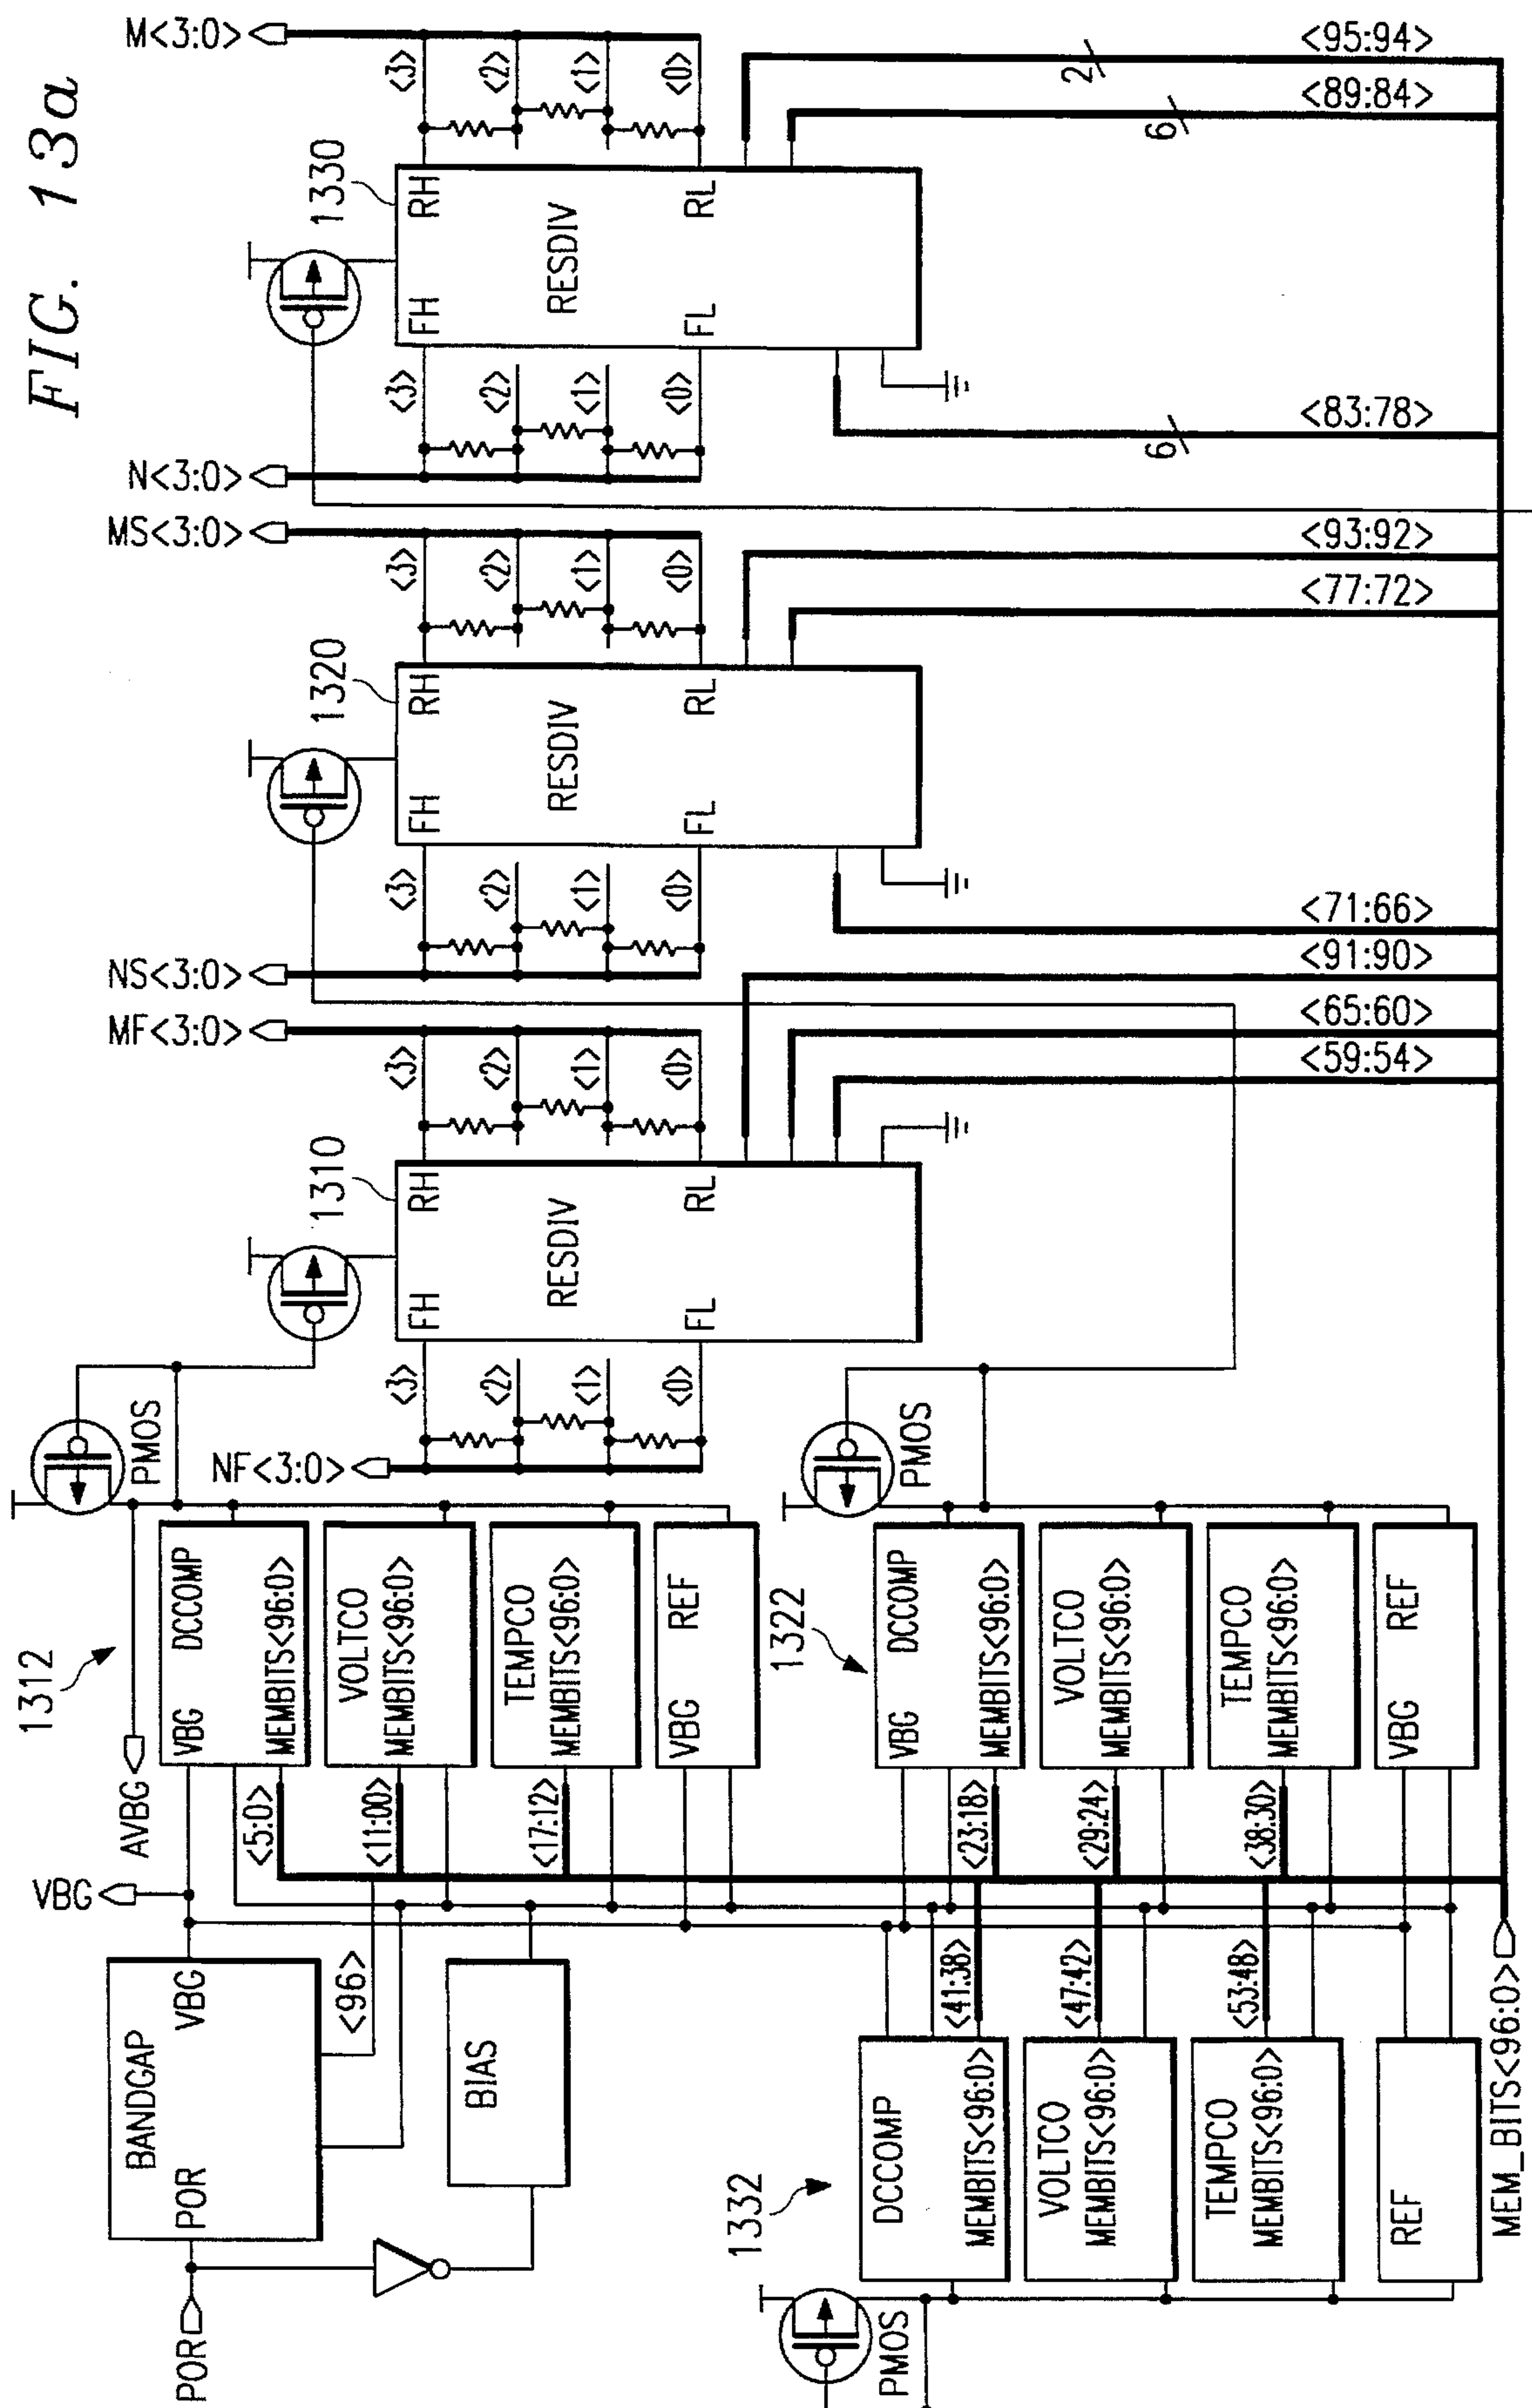 FIG. 13a
M<3:0>
<3>
<2>
<1>
<0>
<95:94>
2
<89:84>
6
1330
RH
RL
RESDIV
FH
FL
<3>
<2>
<1>
<0>
<83:78>
6
N<3:0>
MS<3:0>
<3>
<2>
<1>
<0>
<93:92>
<77:72>
1320
RH
RL
RESDIV
FH
FL
<3>
<2>
<1>
<0>
<71:66>
<91:90>
NS<3:0>
MF<3:0>
<3>
<2>
<1>
<0>
<65:60>
<59:54>
1310
RH
RL
RESDIV
FH
FL
<3>
<2>
<1>
<0>
NF<3:0>
PMOS
PMOS
1312
VBG DCCOMP
MEMBITS<96:0>
VOLTCO
MEMBITS<96:0>
TEMPCO
MEMBITS<96:0>
VBG REF
1322
VBG DCCOMP
MEMBITS<96:0>
VOLTCO
MEMBITS<96:0>
TEMPCO
MEMBITS<96:0>
VBG REF
AVBG
<5:0>
<11:00>
<17:12>
<23:18>
<29:24>
<38:30>
VBG
BANDGAP
POR VBG
<96>
BIAS
POR
<41:38>
<47:42>
<53:48>
1332
DCCOMP
MEMBITS<96:0>
VOLTCO
MEMBITS<96:0>
TEMPCO
MEMBITS<96:0>
REF
MEM_BITS<96:0>
PMOS